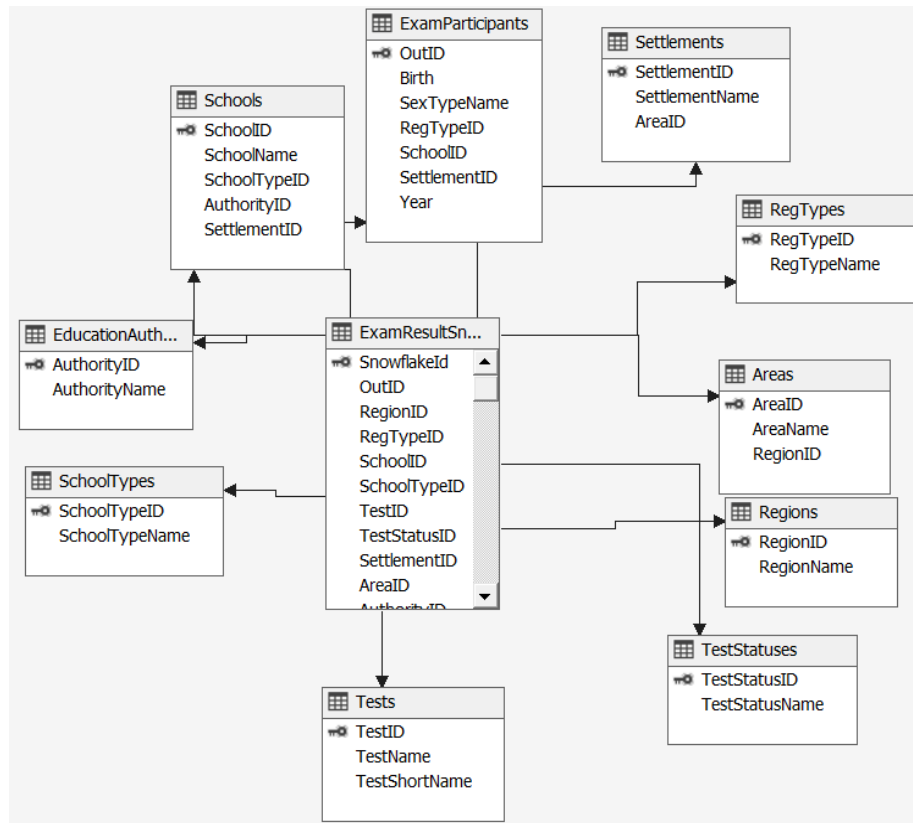 ExamParticipants
OutID
Birth
SexTypeName
RegTypeID
SchoolID
SettlementID
Year
Settlements
SettlementID
SettlementName
AreaID
Schools
SchoolID
SchoolName
SchoolTypeID
AuthorityID
SettlementID
RegTypes
RegTypeID
RegTypeName
EducationAuth...
AuthorityID
AuthorityName
ExamResultSn...
SnowflakeId
OutID
RegionID
RegTypeID
SchoolID
SchoolTypeID
TestID
TestStatusID
SettlementID
AreaID
AuthorityID
Areas
AreaID
AreaName
RegionID
SchoolTypes
SchoolTypeID
SchoolTypeName
Regions
RegionID
RegionName
TestStatuses
TestStatusID
TestStatusName
Tests
TestID
TestName
TestShortName